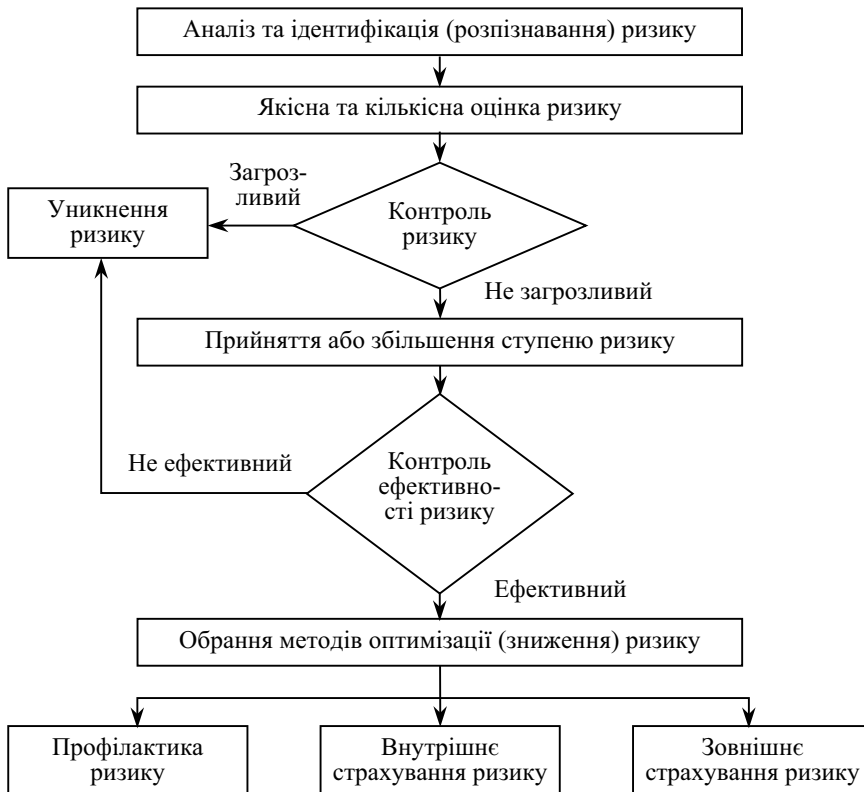 Аналіз та ідентифікація (розпізнавання) ризику
Якісна та кількісна оцінка ризику
Загроз-
ливий
Уникнення
ризику
Контроль
ризику
Не загрозливий
Прийняття або збільшення ступеню ризику
Не ефективний
Контроль
ефективно-
сті ризику
Ефективний
Обрання методів оптимізації (зниження) ризику
Профілактика
ризику
Внутрішнє
страхування ризику
Зовнішнє
страхування ризику